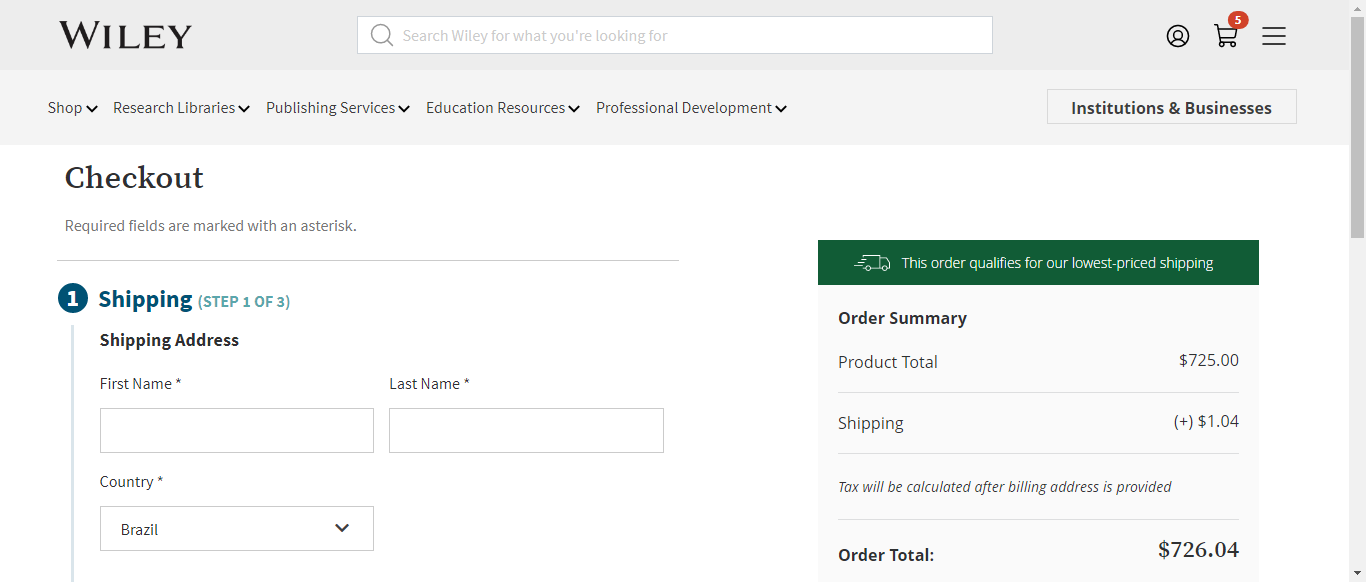 WILEY
Search Wiley for what you're looking for
5
Shop
Research Libraries
Publishing Services
Education Resources
Professional Development
Institutions & Businesses
Checkout
Required fields are marked with an asterisk.
1 Shipping (STEP 1 OF 3)
Shipping Address
First Name *
Last Name *
Country *
Brazil
This order qualifies for our lowest-priced shipping
Order Summary
Product Total $725.00
Shipping (+) $1.04
Tax will be calculated after billing address is provided
Order Total: $726.04